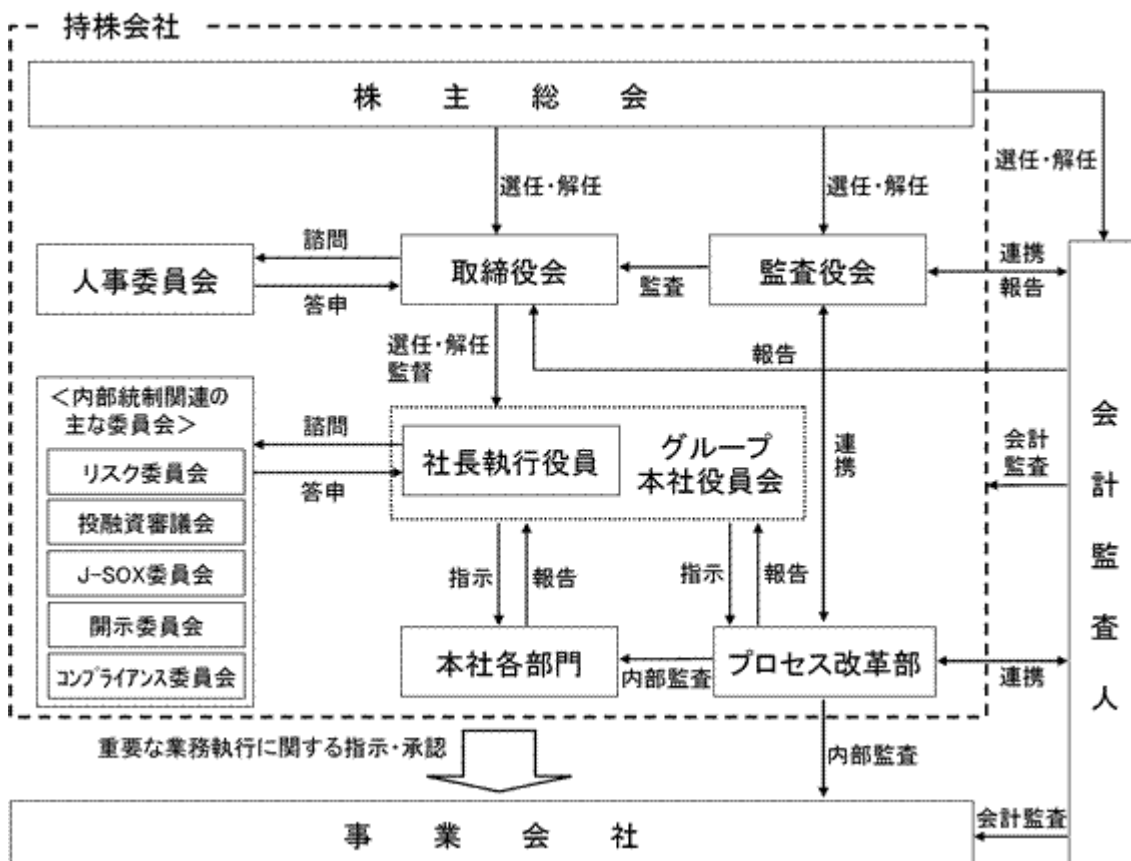 持株会社
株主総会
選任・解任
選任・解任
選任・解任
人事委員会
諮問
答申
取締役会
監査
監査役会
連携
報告
選任・解任
監督
報告
＜内部統制関連の
主な委員会＞
リスク委員会
投融資審議会
J-SOX委員会
開示委員会
コンプライアンス委員会
諮問
答申
社長執行役員
グループ
本社役員会
連携
会計
監査
会計監査人
指示
報告
指示
報告
本社各部門
内部監査
プロセス改革部
連携
重要な業務執行に関する指示・承認
内部監査
事業会社
会計監査